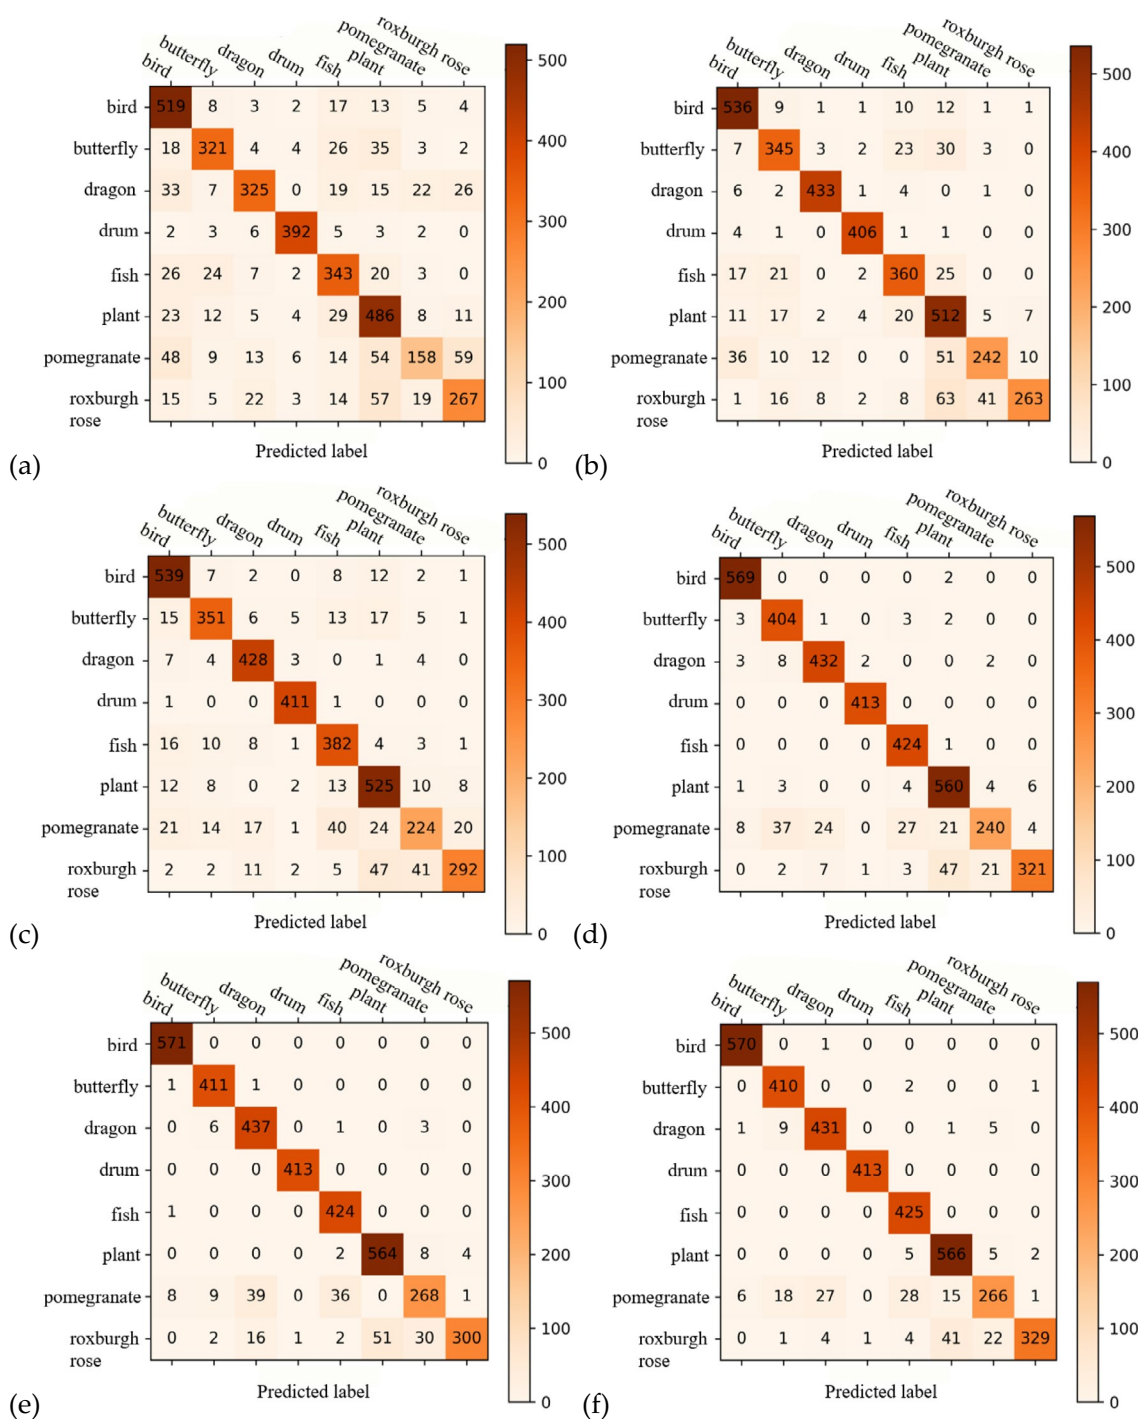 roxburgh rose
pomegranate
plant
fish
drum
dragon
butterfly
bird
bird 519 8 3 2 17 13 5 4
butterfly 18 321 4 4 26 35 3 2
dragon 33 7 325 0 19 15 22 26
drum 2 3 6 392 5 3 2 0
fish 26 24 7 2 343 20 3 0
plant 23 12 5 4 29 486 8 11
pomegranate 48 9 13 6 14 54 158 59
roxburgh 15 5 22 3 14 57 19 267
rose
Predicted label
500
400
300
200
100
0
(a)
roxburgh rose
pomegranate
plant
fish
drum
dragon
butterfly
bird
bird 536 9 1 1 10 12 1 1
butterfly 7 345 3 2 23 30 3 0
dragon 6 2 433 1 4 0 1 0
drum 4 1 0 406 1 1 0 0
fish 17 21 0 2 360 25 0 0
plant 11 17 2 4 20 512 5 7
pomegranate 36 10 12 0 0 51 242 10
roxburgh 1 16 8 2 8 63 41 263
rose
Predicted label
500
400
300
200
100
0
(b)
roxburgh rose
pomegranate
plant
fish
drum
dragon
butterfly
bird
bird 539 7 2 0 8 12 2 1
butterfly 15 351 6 5 13 17 5 1
dragon 7 4 428 3 0 1 4 0
drum 1 0 0 411 1 0 0 0
fish 16 10 8 1 382 4 3 1
plant 12 8 0 2 13 525 10 8
pomegranate 21 14 17 1 40 24 224 20
roxburgh 2 2 11 2 5 47 41 292
rose
Predicted label
500
400
300
200
100
0
(c)
roxburgh rose
pomegranate
plant
fish
drum
dragon
butterfly
bird
bird 569 0 0 0 0 2 0 0
butterfly 3 404 1 0 3 2 0 0
dragon 3 8 432 2 0 0 2 0
drum 0 0 0 413 0 0 0 0
fish 0 0 0 0 424 1 0 0
plant 1 3 0 0 4 560 4 6
pomegranate 8 37 24 0 27 21 240 4
roxburgh 0 2 7 1 3 47 21 321
rose
Predicted label
500
400
300
200
100
0
(d)
roxburgh rose
pomegranate
plant
fish
drum
dragon
butterfly
bird
bird 571 0 0 0 0 0 0 0
butterfly 1 411 1 0 0 0 0 0
dragon 0 6 437 0 1 0 3 0
drum 0 0 0 413 0 0 0 0
fish 1 0 0 0 424 0 0 0
plant 0 0 0 0 2 564 8 4
pomegranate 8 9 39 0 36 0 268 1
roxburgh 0 2 16 1 2 51 30 300
rose
Predicted label
500
400
300
200
100
0
(e)
roxburgh rose
pomegranate
plant
fish
drum
dragon
butterfly
bird
bird 570 0 1 0 0 0 0 0
butterfly 0 410 0 0 2 0 0 1
dragon 1 9 431 0 0 1 5 0
drum 0 0 0 413 0 0 0 0
fish 0 0 0 0 425 0 0 0
plant 0 0 0 0 5 566 5 2
pomegranate 6 18 27 0 28 15 266 1
roxburgh 0 1 4 1 4 41 22 329
rose
Predicted label
500
400
300
200
100
0
(f)